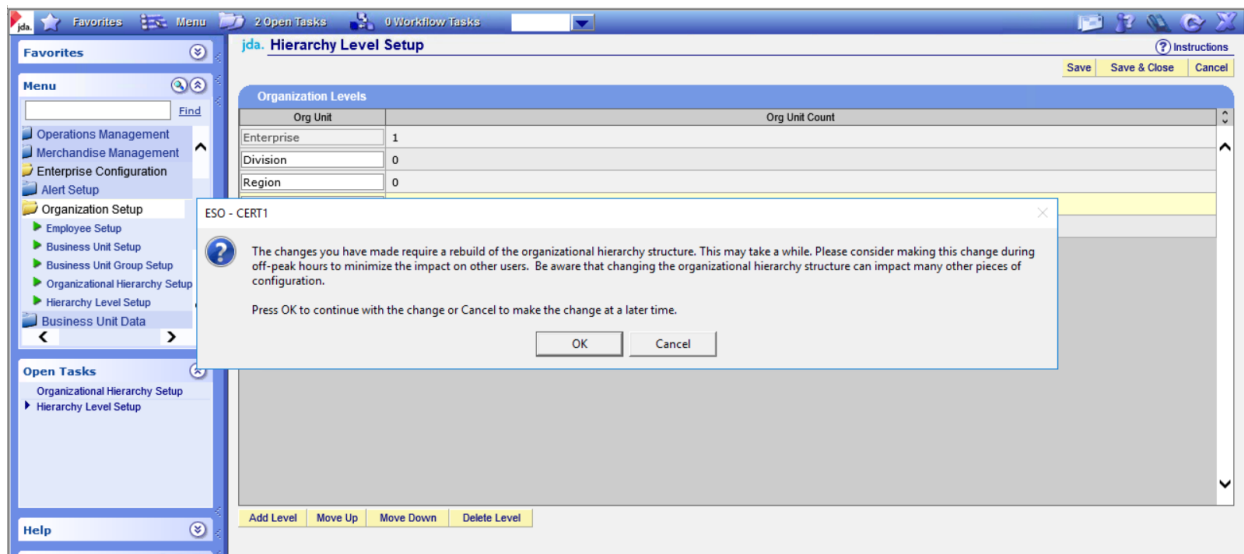 jda. Favorites Menu 2 Open Tasks 0 Workflow Tasks
Favorites
Menu
Find
Operations Management
Merchandise Management
Enterprise Configuration
Alert Setup
Organization Setup
Employee Setup
Business Unit Setup
Business Unit Group Setup
Organizational Hierarchy Setup
Hierarchy Level Setup
Business Unit Data
Open Tasks
Organizational Hierarchy Setup
Hierarchy Level Setup
Help
jda. Hierarchy Level Setup
? Instructions
Save Save & Close Cancel
Organization Levels
Org Unit Org Unit Count
Enterprise 1
Division 0
Region 0
ESO - CERT1
The changes you have made require a rebuild of the organizational hierarchy structure. This may take a while. Please consider making this change during
off-peak hours to minimize the impact on other users. Be aware that changing the organizational hierarchy structure can impact many other pieces of
configuration.
Press OK to continue with the change or Cancel to make the change at a later time.
OK Cancel
Add Level Move Up Move Down Delete Level